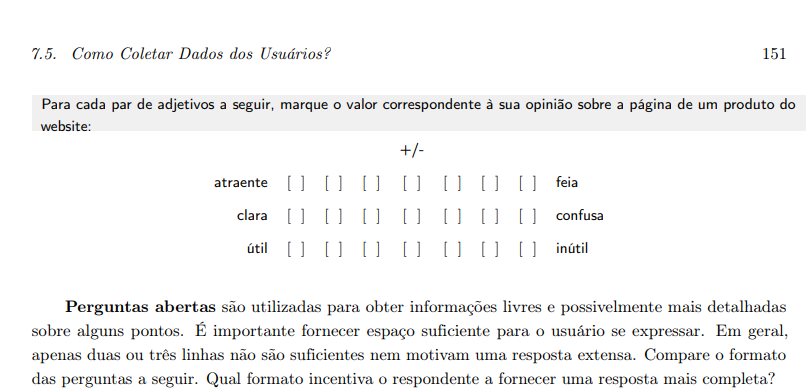 7.5. Como Coletar Dados dos Usuários? 151
Para cada par de adjetivos a seguir, marque o valor correspondente à sua opinião sobre a página de um produto do
website:
+/-
atraente [ ] [ ] [ ] [ ] [ ] [ ] [ ] feia
clara [ ] [ ] [ ] [ ] [ ] [ ] [ ] confusa
útil [ ] [ ] [ ] [ ] [ ] [ ] [ ] inútil
Perguntas abertas são utilizadas para obter informações livres e possivelmente mais detalhadas
sobre alguns pontos. É importante fornecer espaço suficiente para o usuário se expressar. Em geral,
apenas duas ou três linhas não são suficientes nem motivam uma resposta extensa. Compare o formato
das perguntas a seguir. Qual formato incentiva o respondente a fornecer uma resposta mais completa?